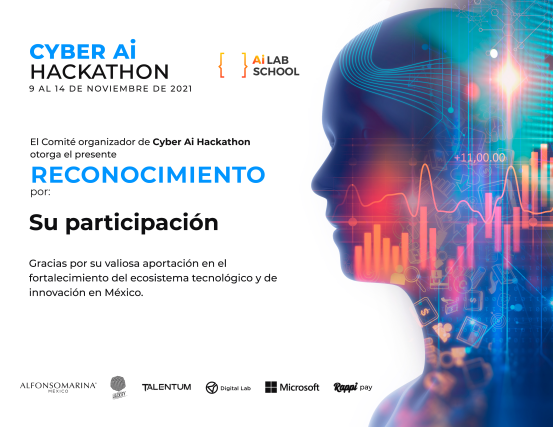 CYBER Ai
HACKATHON
9 AL 14 DE NOVIEMBRE DE 2021
{ } Ai LAB
SCHOOL
El Comité organizador de Cyber Ai Hackathon
otorga el presente
RECONOCIMIENTO
por:
Su participación
Gracias por su valiosa aportación en el
fortalecimiento del ecosistema tecnológico y de
innovación en México.
+11,00.00
ALFONSOMARINA
MÉXICO
TALENTUM
Digital Lab
Microsoft
Rappi pay